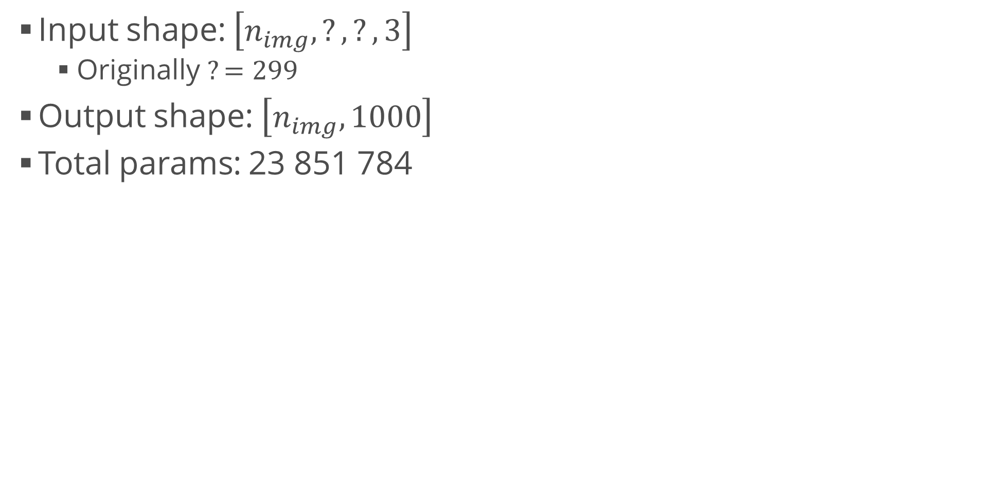 ▪ Input shape: [n_img, ?, ?, 3]
▪ Originally ? = 299
▪ Output shape: [n_img, 1000]
▪ Total params: 23 851 784